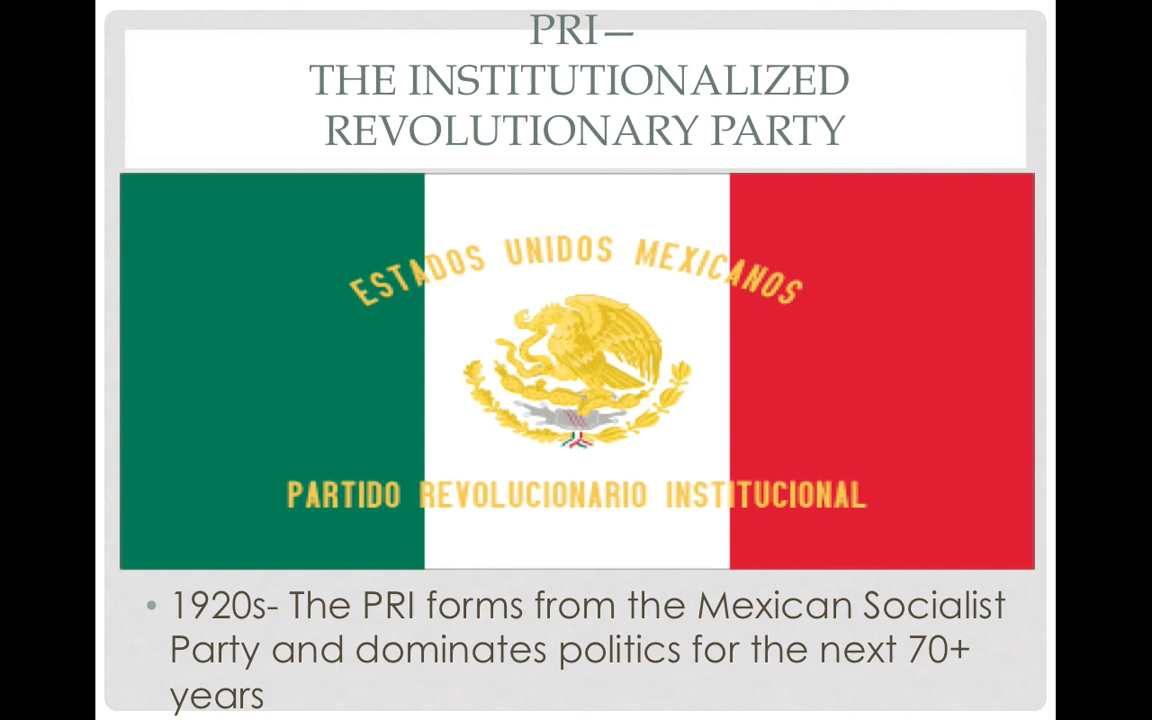 PRI—
THE INSTITUTIONALIZED
REVOLUTIONARY PARTY
ESTADOS UNIDOS MEXICANOS
PARTIDO REVOLUCIONARIO INSTITUCIONAL
• 1920s- The PRI forms from the Mexican Socialist
Party and dominates politics for the next 70+
years